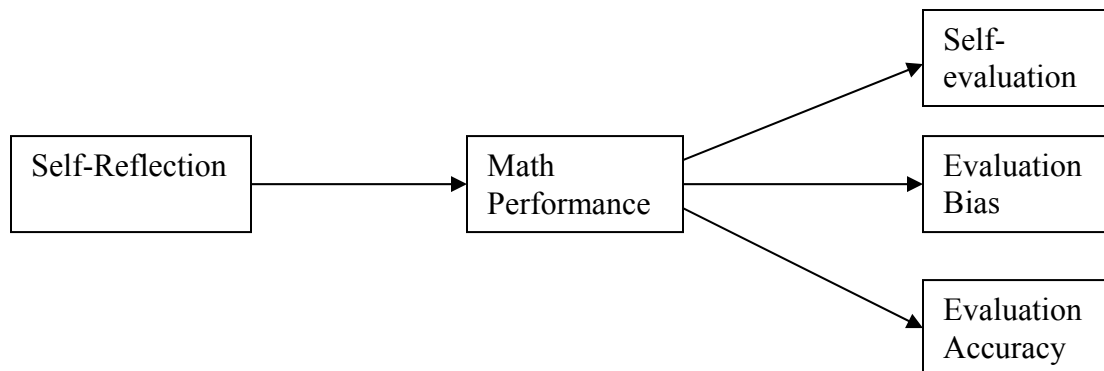 Self-
evaluation
Self-Reflection
Math
Performance
Evaluation
Bias
Evaluation
Accuracy